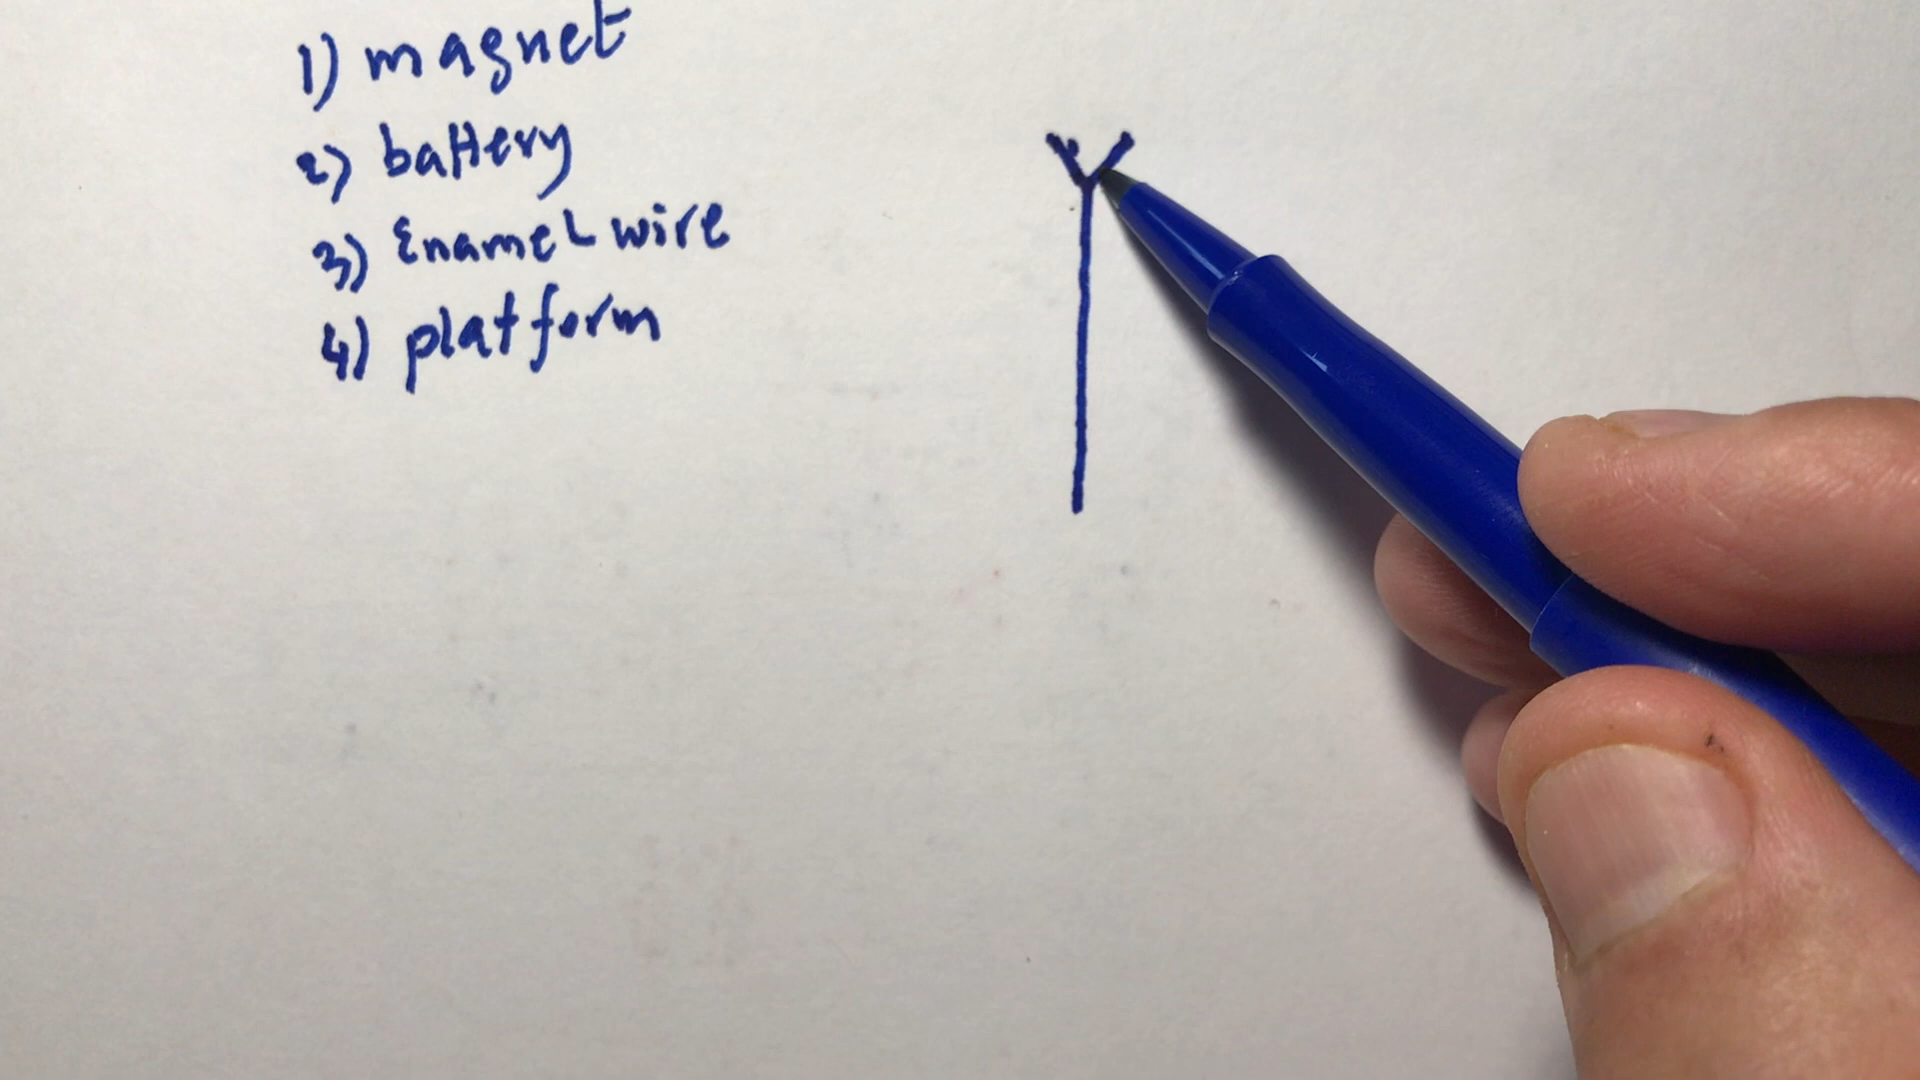 1) magnet
2) battery
3) Enamel wire
4) platform